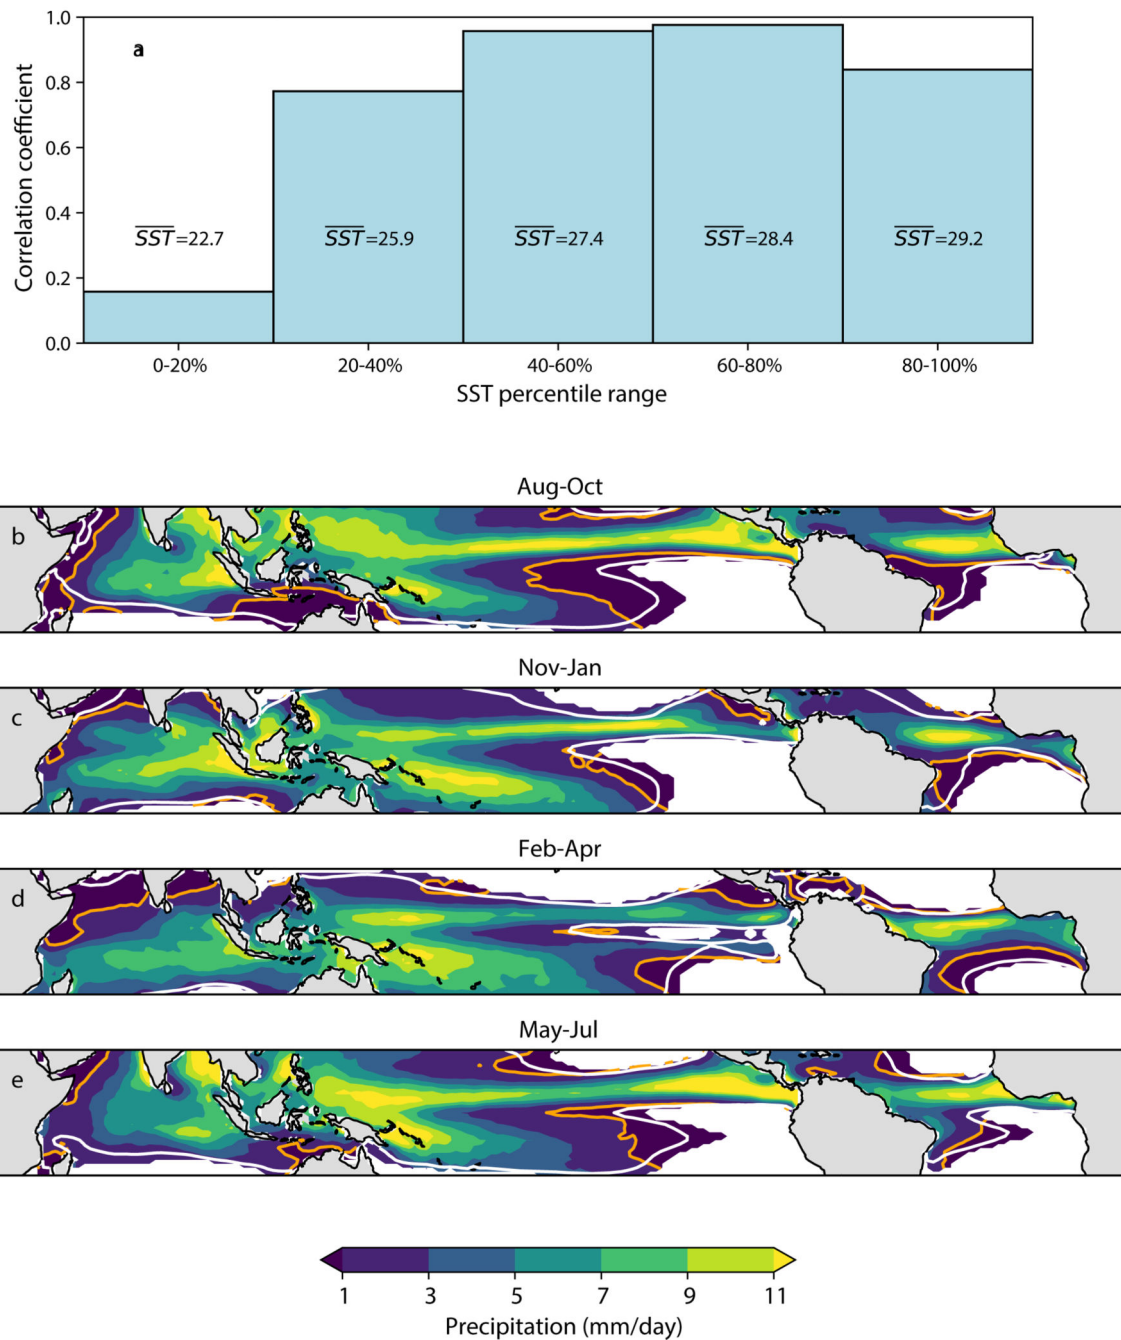 a
Correlation coefficient
1.0
0.8
0.6
0.4
0.2
0.0
SST=22.7
SST=25.9
SST=27.4
SST=28.4
SST=29.2
0-20%
20-40%
40-60%
60-80%
80-100%
SST percentile range
Aug-Oct
b
Nov-Jan
c
Feb-Apr
d
May-Jul
e
1 3 5 7 9 11
Precipitation (mm/day)